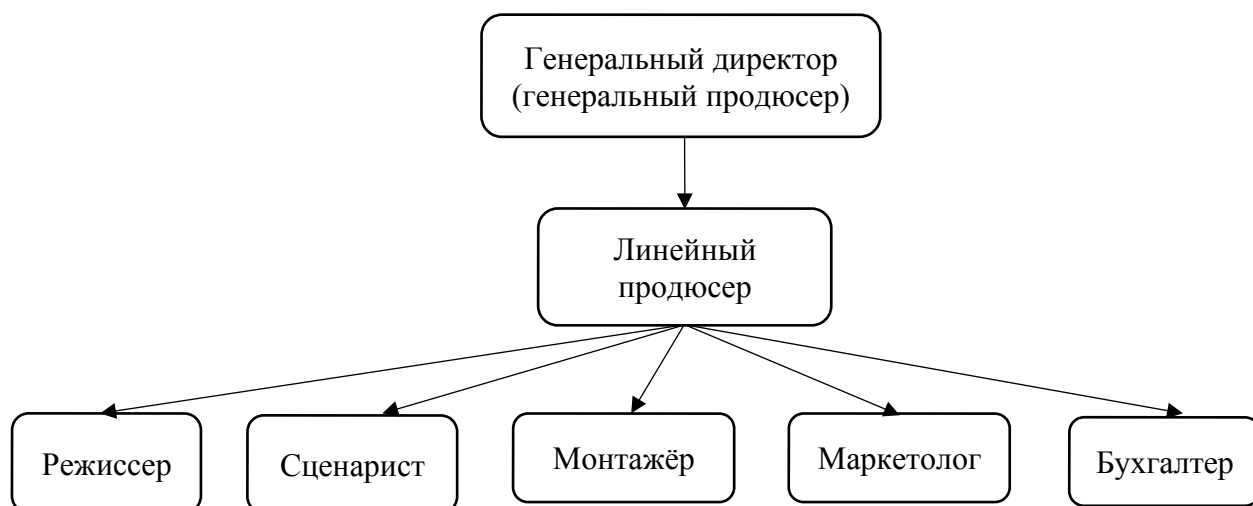 Генеральный директор
(генеральный продюсер)
Линейный
продюсер
Режиссер
Сценарист
Монтажёр
Маркетолог
Бухгалтер